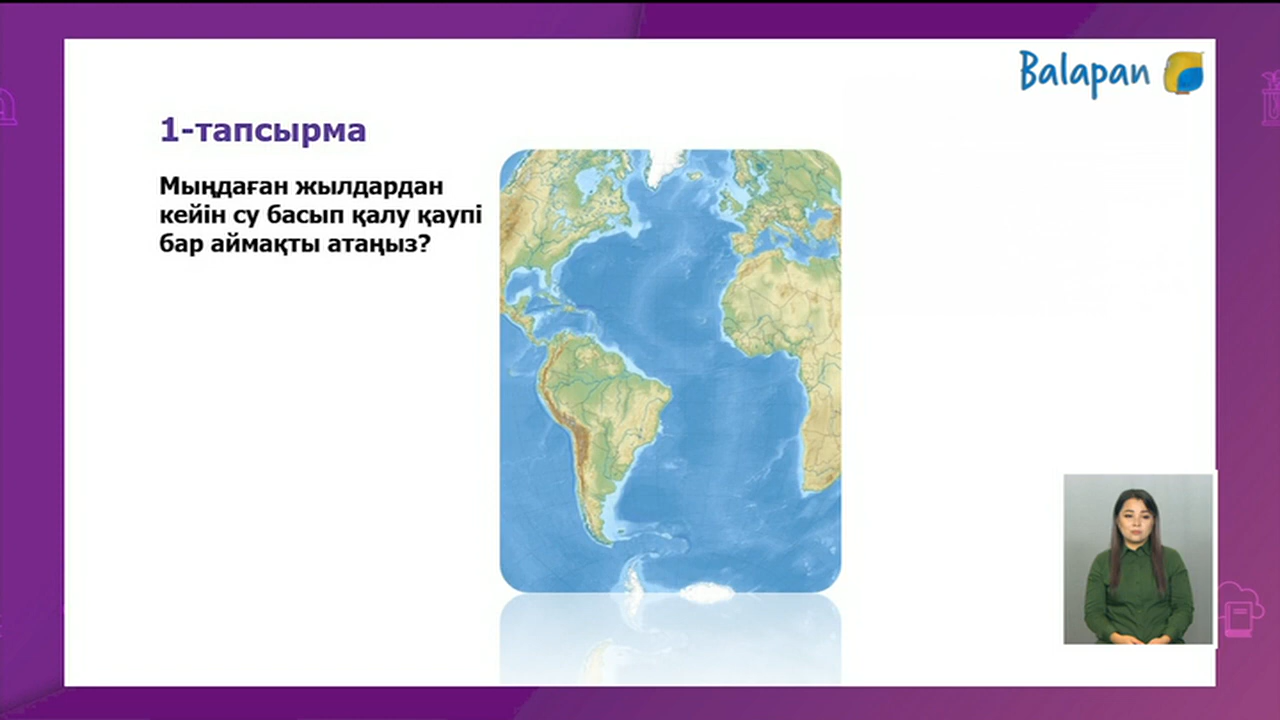 Balapan
1-тапсырма
Мыңдаған жылдардан
кейін су басып қалу қаупі
бар аймақты атаңыз?